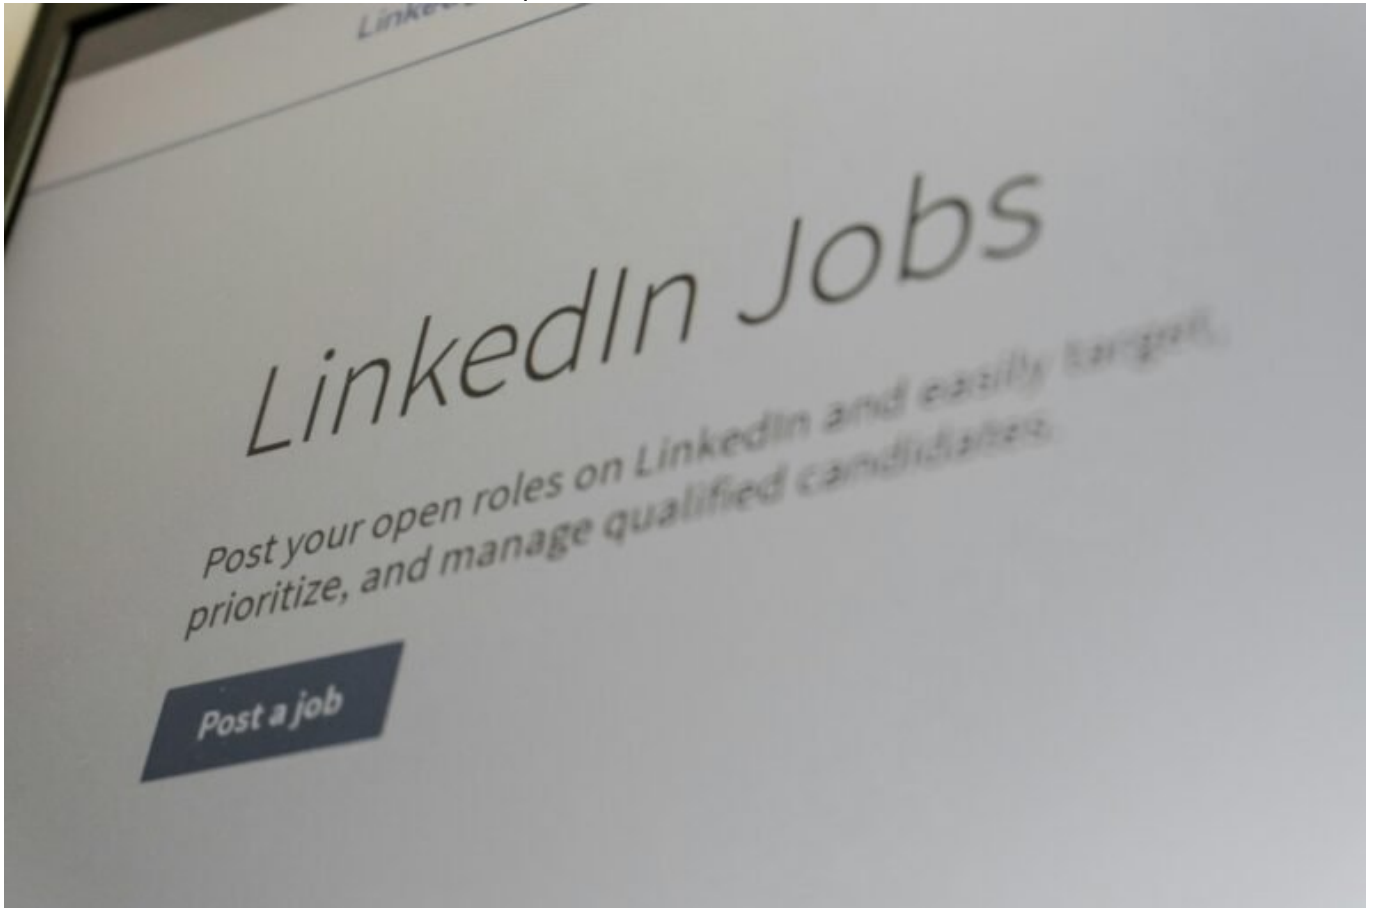 LinkedIn Jobs
Post your open roles on LinkedIn and easily target,
prioritize, and manage qualified candidates.
Post a job